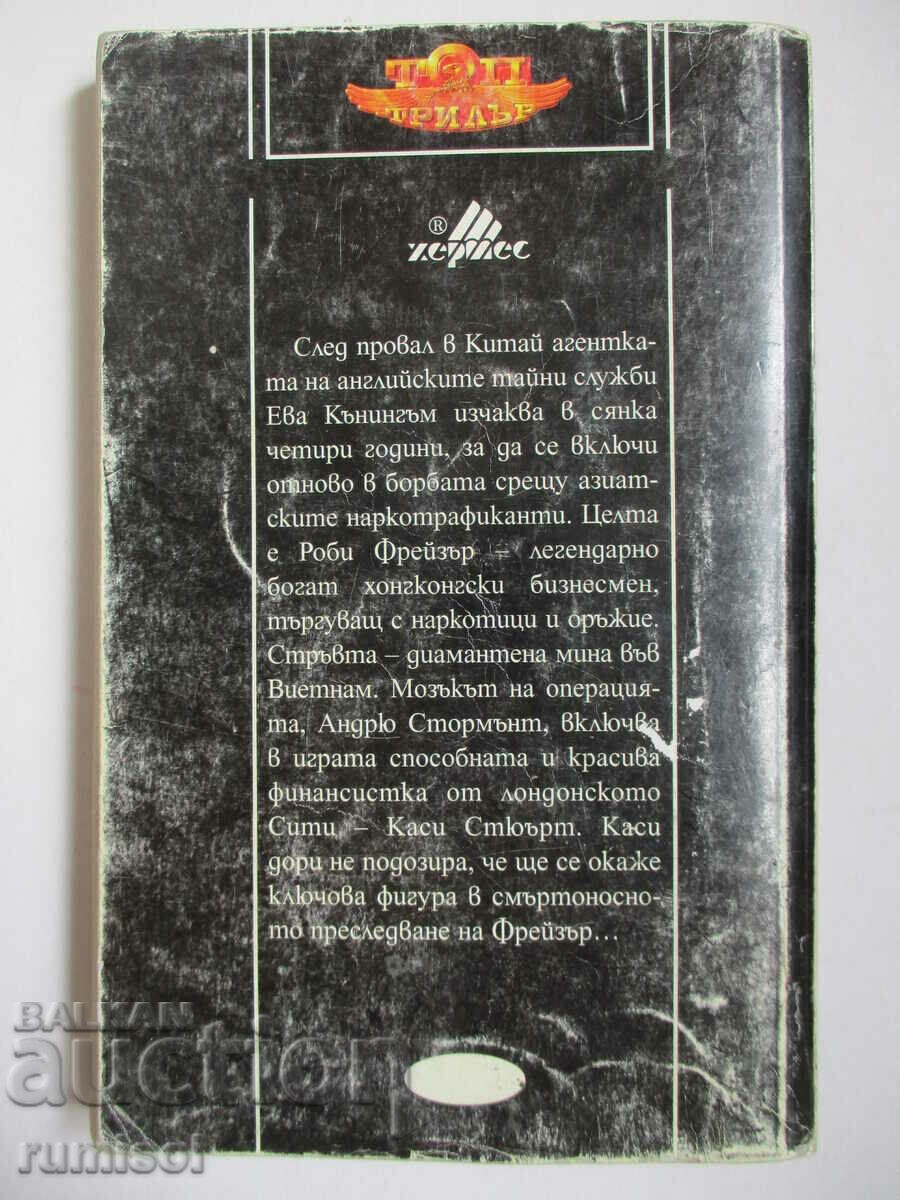 ТОП
ТРИЛЪР
®
хермес
След провал в Китай агентка-
та на английските тайни служби
Ева Кънингъм изчаква в сянка
четири години, за да се включи
отново в борбата срещу азиат-
ските наркотрафиканти. Целта
е Роби Фрейзър – легендарно
богат хонгконгски бизнесмен,
търгуващ с наркотици и оръжие.
Стръвта – диамантена мина във
Виетнам. Мозъкът на операция-
та, Андрю Стормънт, включва
в играта способната и красива
финансистка от лондонското
Сити – Каси Стюърт. Каси
дори не подозира, че ще се окаже
ключова фигура в смъртоносно-
то преследване на Фрейзър...
BALKAN
auction
rumisol